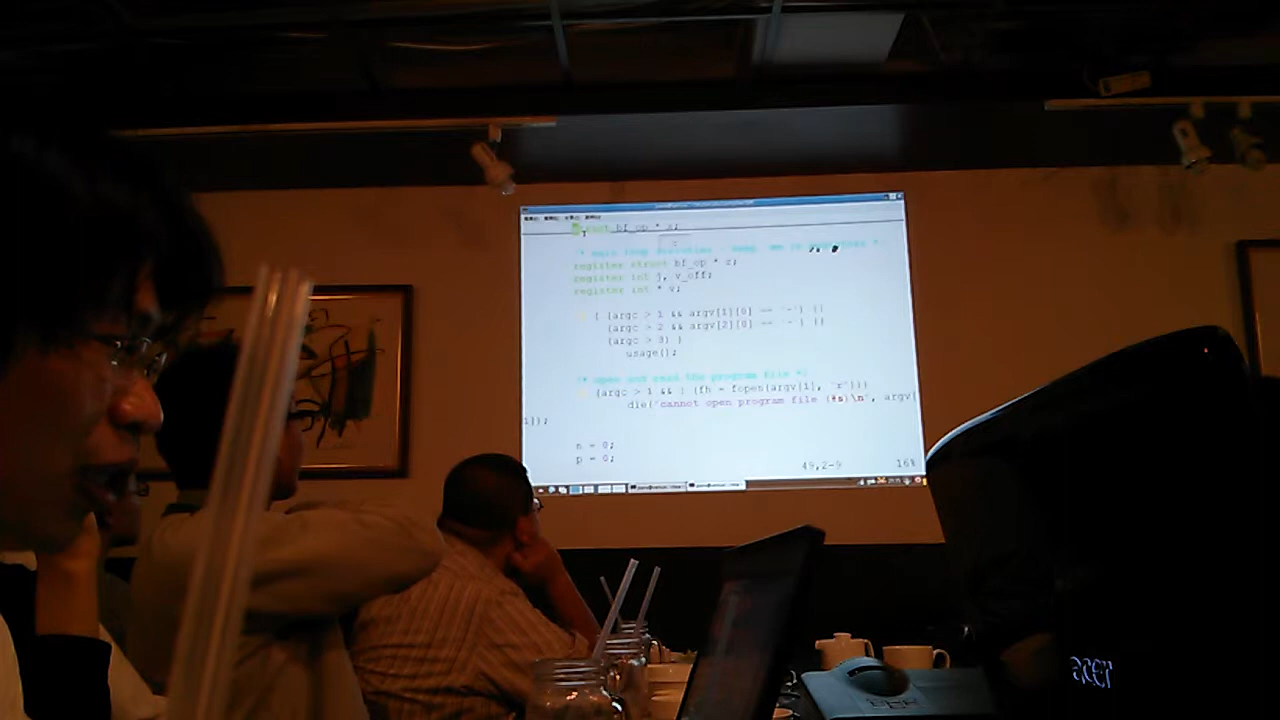 struct bf_op * s;
register struct bf_op * z;
register int j, v_off;
register int * v;
( (argc > 1 && argv[1][0] == '-') ||
(argc > 2 && argv[2][0] == '-') ||
(argc > 3) )
usage();
/* open and read the program file */
(argc > 1 && ! (fh = fopen(argv[1], "r")))
die("cannot open program file (%s)\n", argv[
1]);
n = 0;
p = 0;
49,2-9 16%
acer